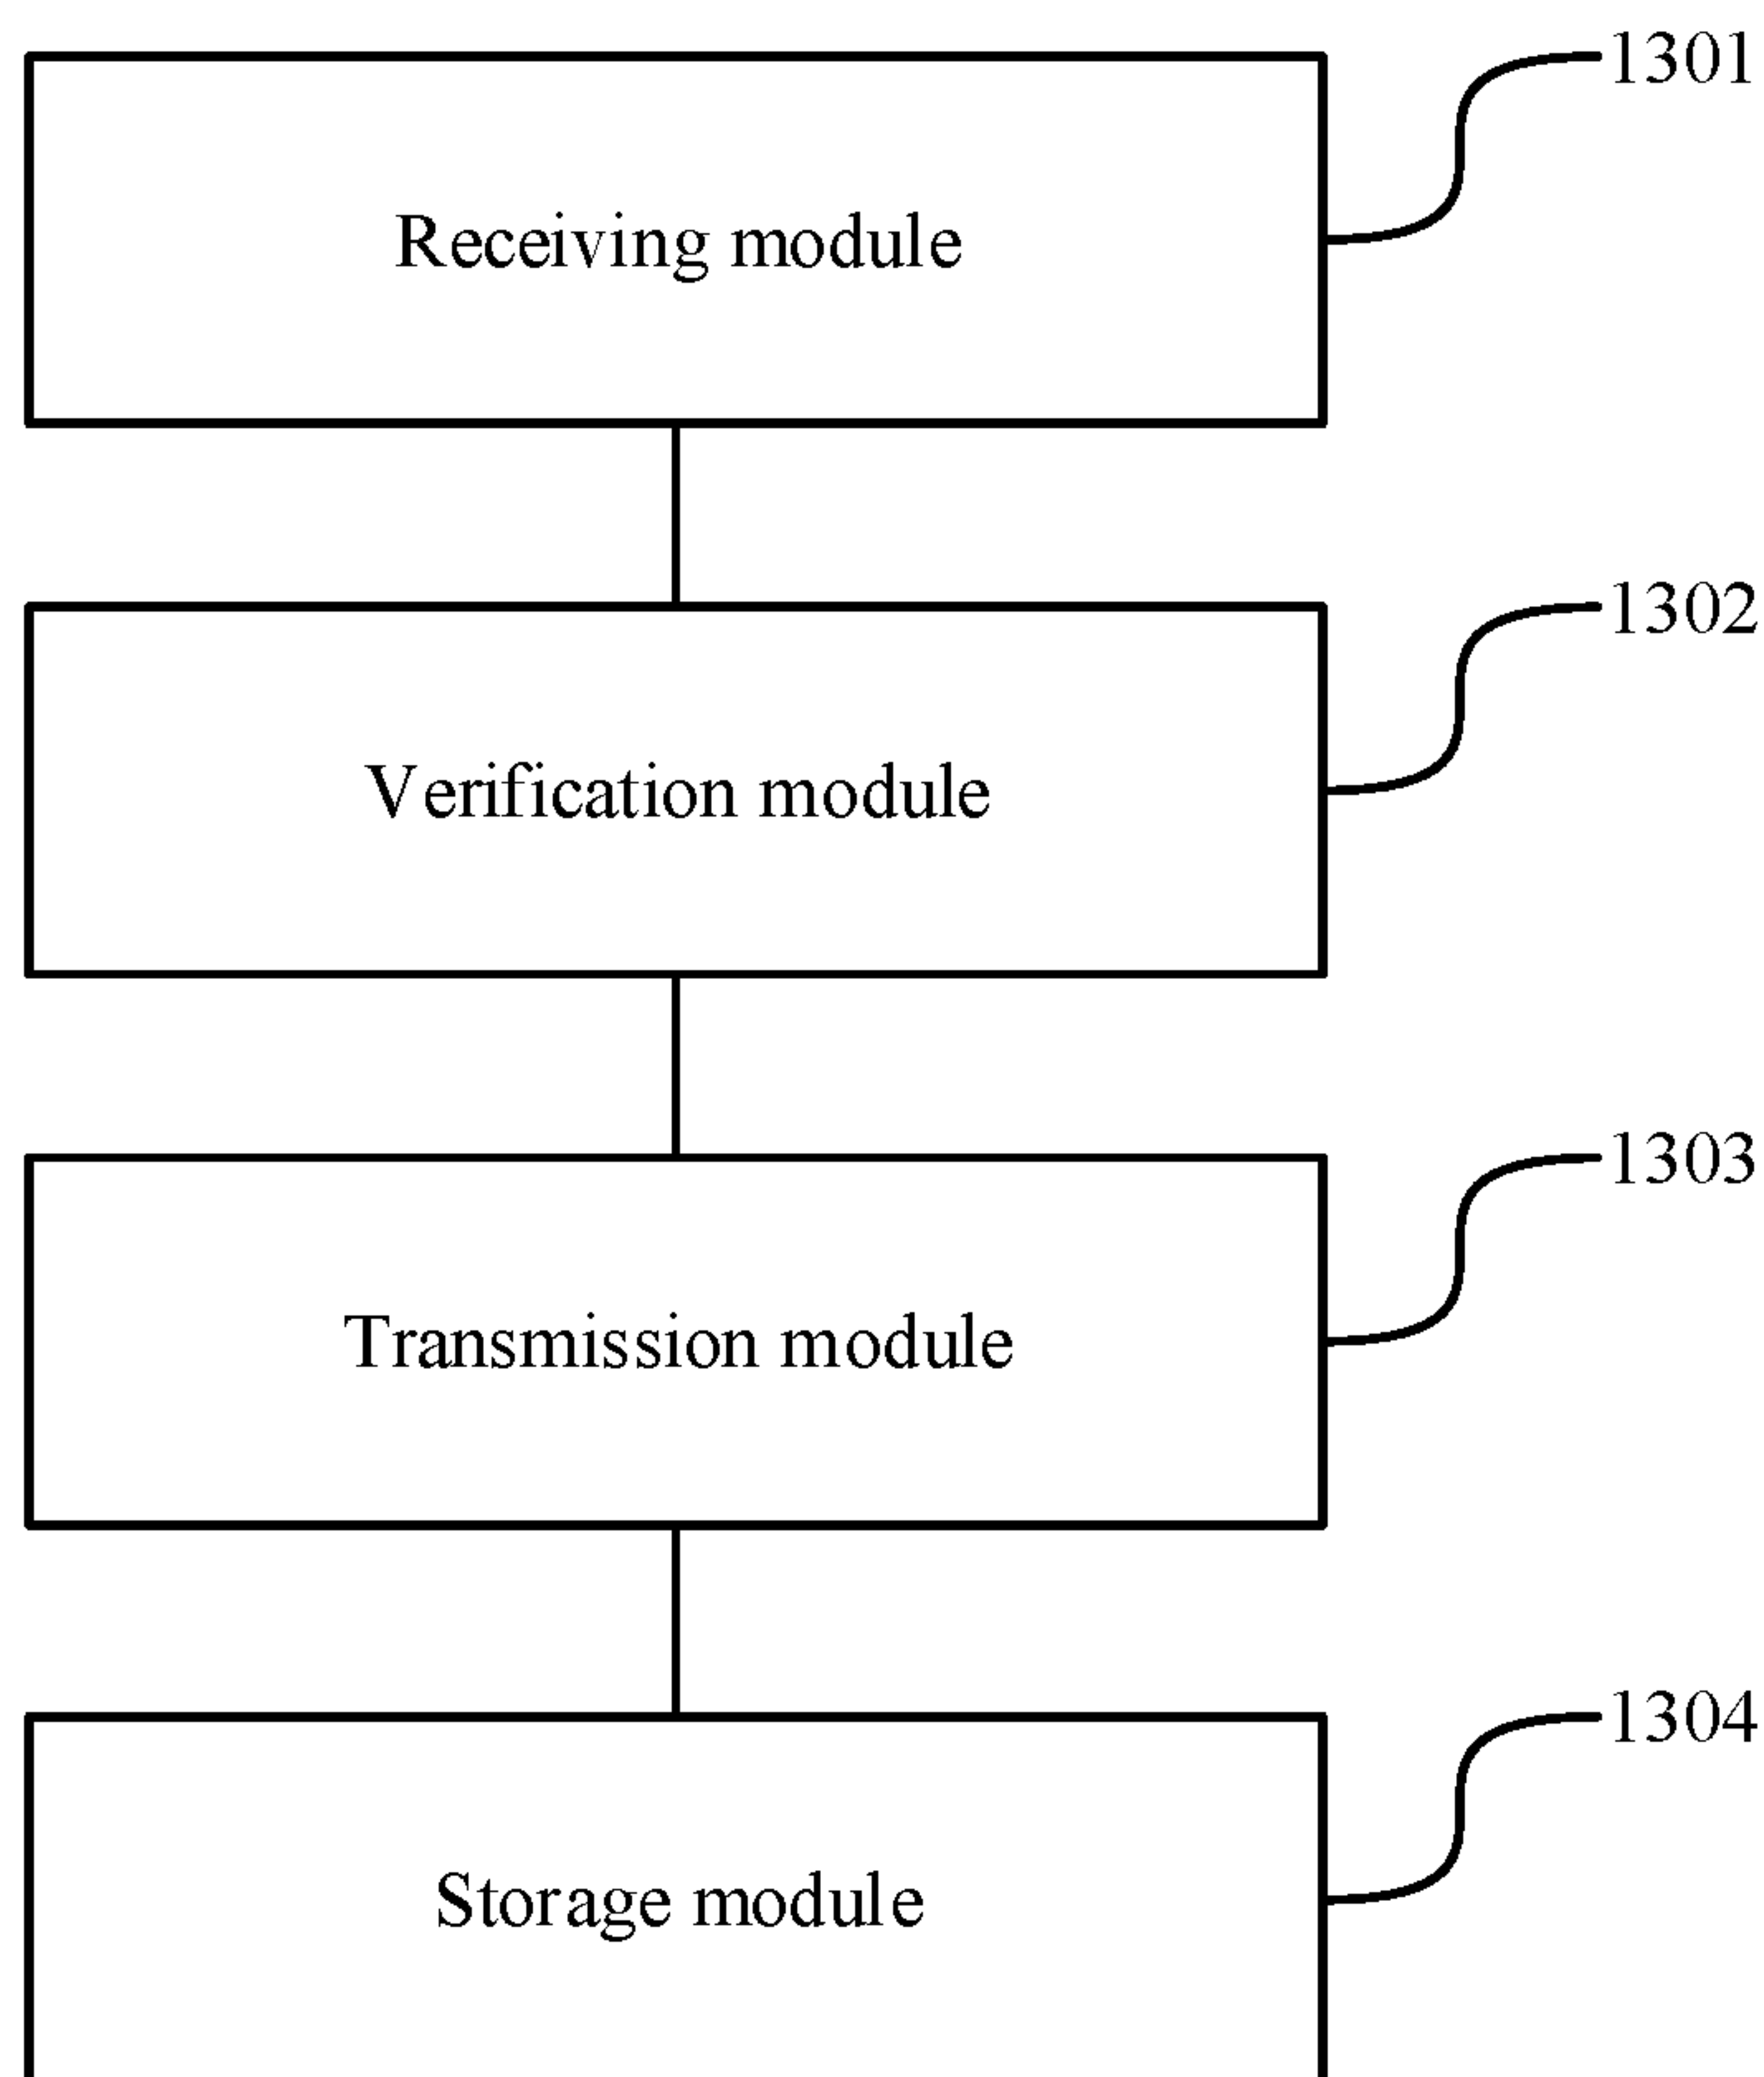 1301
Receiving module
1302
Verification module
1303
Transmission module
1304
Storage module